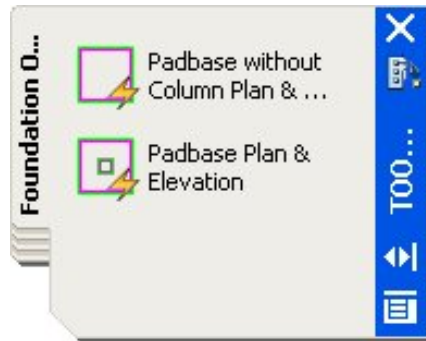 Foundation O...
Padbase without
Column Plan & ...
Padbase Plan &
Elevation
TOO...